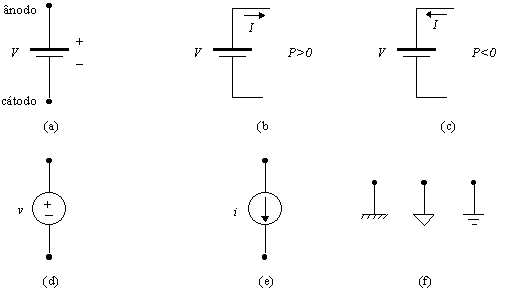 ânodo
V
+
−
cátodo
(a)
I
V
P>0
(b
I
V
P<0
(c)
v
+
−
(d)
i
(e)
(f)